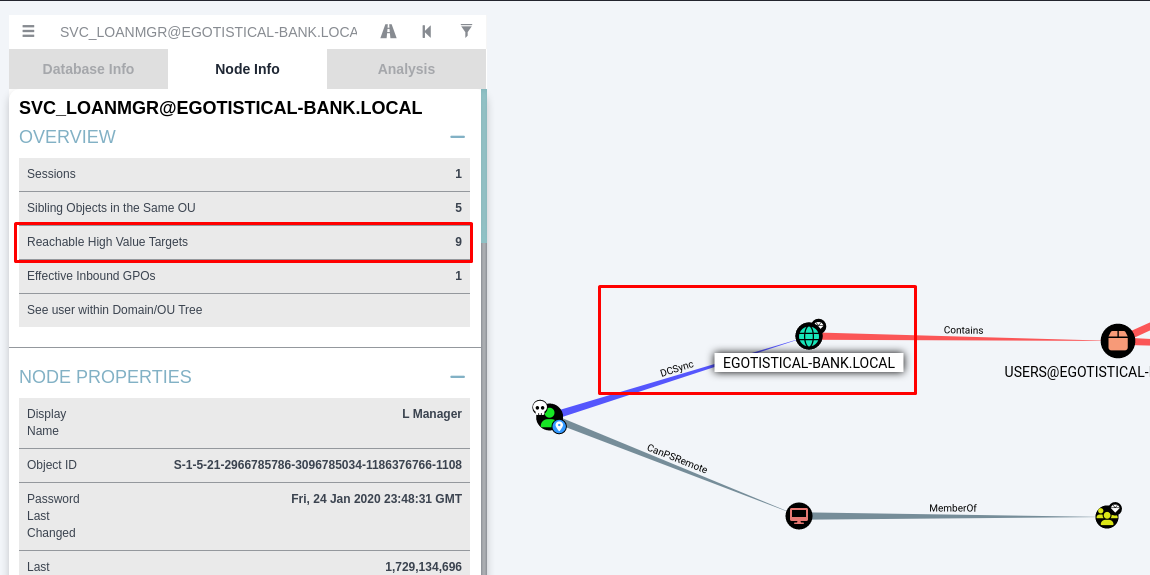 SVC_LOANMGR@EGOTISTICAL-BANK.LOCA
Database Info
Node Info
Analysis
SVC_LOANMGR@EGOTISTICAL-BANK.LOCAL
OVERVIEW
Sessions 1
Sibling Objects in the Same OU 5
Reachable High Value Targets 9
Effective Inbound GPOs 1
See user within Domain/OU Tree
NODE PROPERTIES
Display Name L Manager
Object ID S-1-5-21-2966785786-3096785034-1186376766-1108
Password Last Changed Fri, 24 Jan 2020 23:48:31 GMT
Last 1,729,134,696
Contains
EGOTISTICAL-BANK.LOCAL
DCSync
USERS@EGOTISTICAL-
CanPSRemote
MemberOf